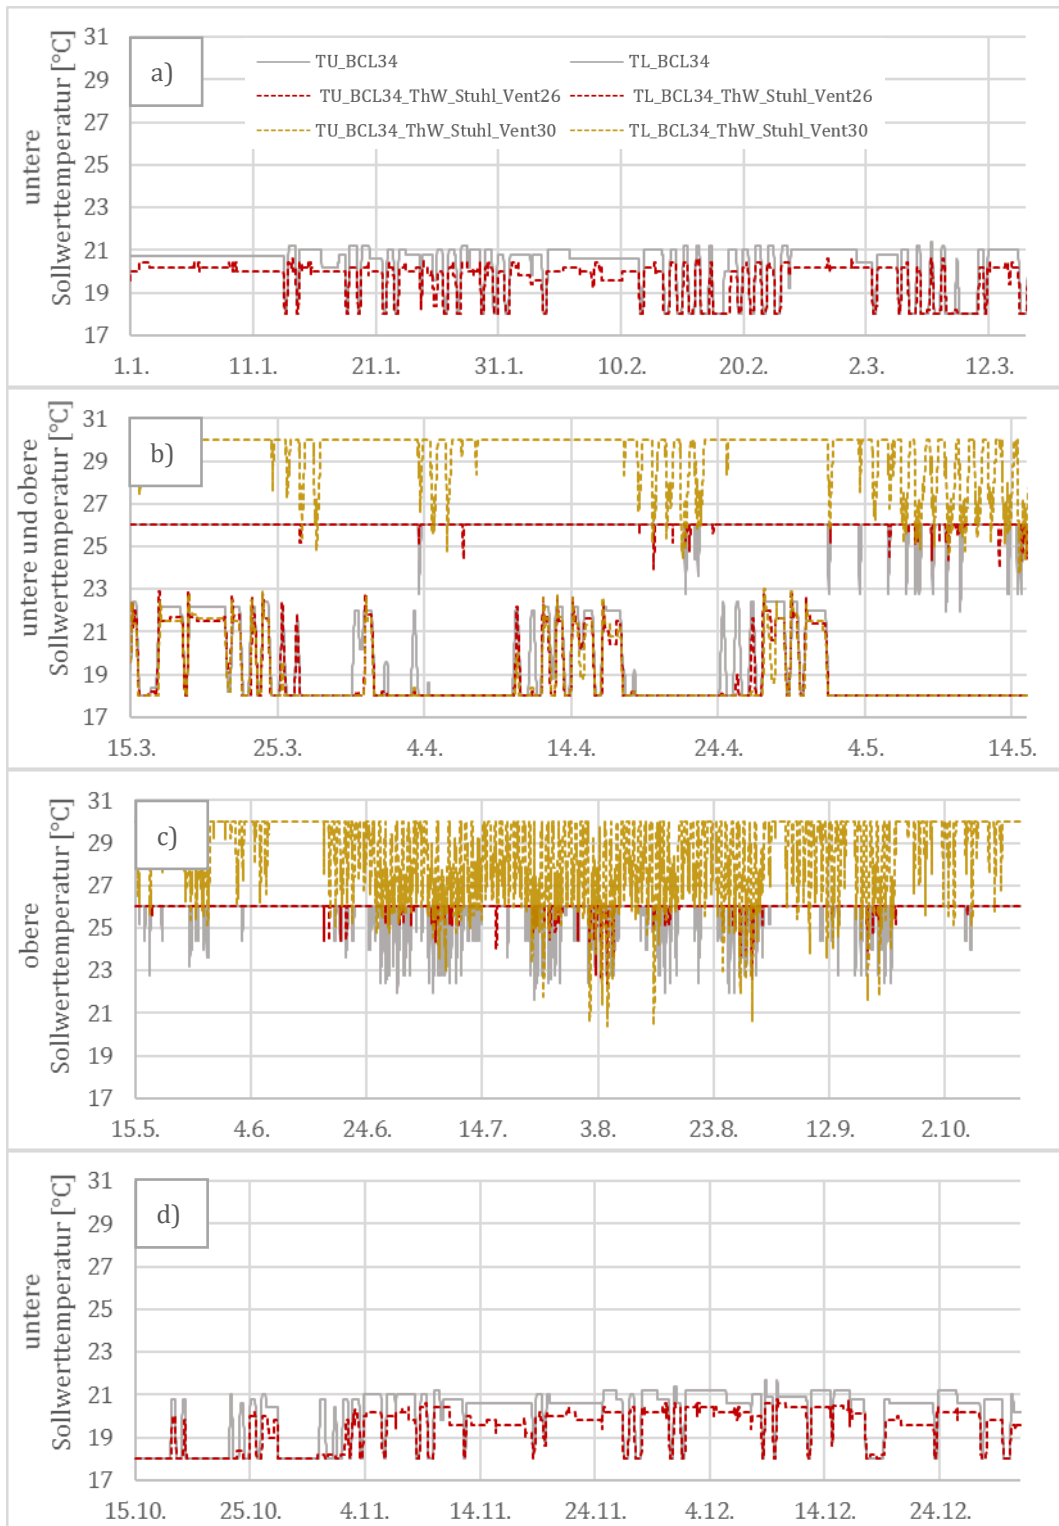 untere
Sollwerttemperatur [°C]
31
29
27
25
23
21
19
17
a)
TU_BCL34
TL_BCL34
TU_BCL34_ThW_Stuhl_Vent26
TL_BCL34_ThW_Stuhl_Vent26
TU_BCL34_ThW_Stuhl_Vent30
TL_BCL34_ThW_Stuhl_Vent30
1.1. 11.1. 21.1. 31.1. 10.2. 20.2. 2.3. 12.3.
untere und obere
Sollwerttemperatur [°C]
31
29
27
25
23
21
19
17
b)
15.3. 25.3. 4.4. 14.4. 24.4. 4.5. 14.5.
obere
Sollwerttemperatur [°C]
31
29
27
25
23
21
19
17
c)
15.5. 4.6. 24.6. 14.7. 3.8. 23.8. 12.9. 2.10.
untere
Sollwerttemperatur [°C]
31
29
27
25
23
21
19
17
d)
15.10. 25.10. 4.11. 14.11. 24.11. 4.12. 14.12. 24.12.